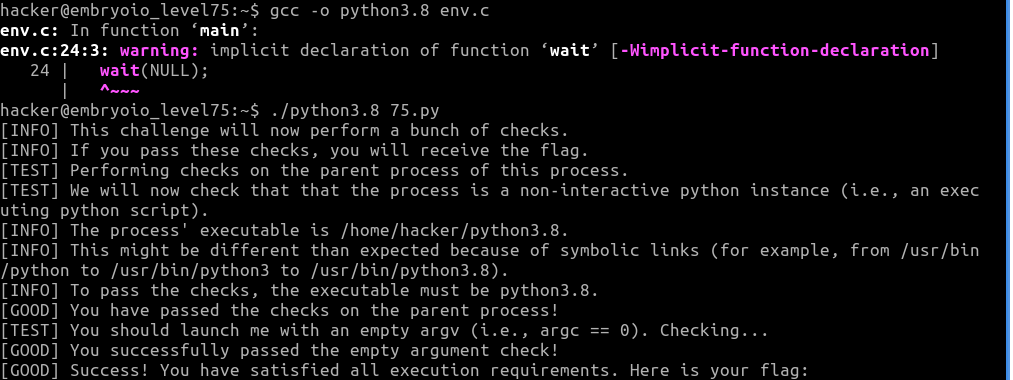 hacker@embryoio_level75:~$ gcc -o python3.8 env.c
env.c: In function ‘main’:
env.c:24:3: warning: implicit declaration of function ‘wait’ [-Wimplicit-function-declaration]
   24 |   wait(NULL);
      |   ^~~~
hacker@embryoio_level75:~$ ./python3.8 75.py
[INFO] This challenge will now perform a bunch of checks.
[INFO] If you pass these checks, you will receive the flag.
[TEST] Performing checks on the parent process of this process.
[TEST] We will now check that that the process is a non-interactive python instance (i.e., an exec
uting python script).
[INFO] The process' executable is /home/hacker/python3.8.
[INFO] This might be different than expected because of symbolic links (for example, from /usr/bin
/python to /usr/bin/python3 to /usr/bin/python3.8).
[INFO] To pass the checks, the executable must be python3.8.
[GOOD] You have passed the checks on the parent process!
[TEST] You should launch me with an empty argv (i.e., argc == 0). Checking...
[GOOD] You successfully passed the empty argument check!
[GOOD] Success! You have satisfied all execution requirements. Here is your flag: